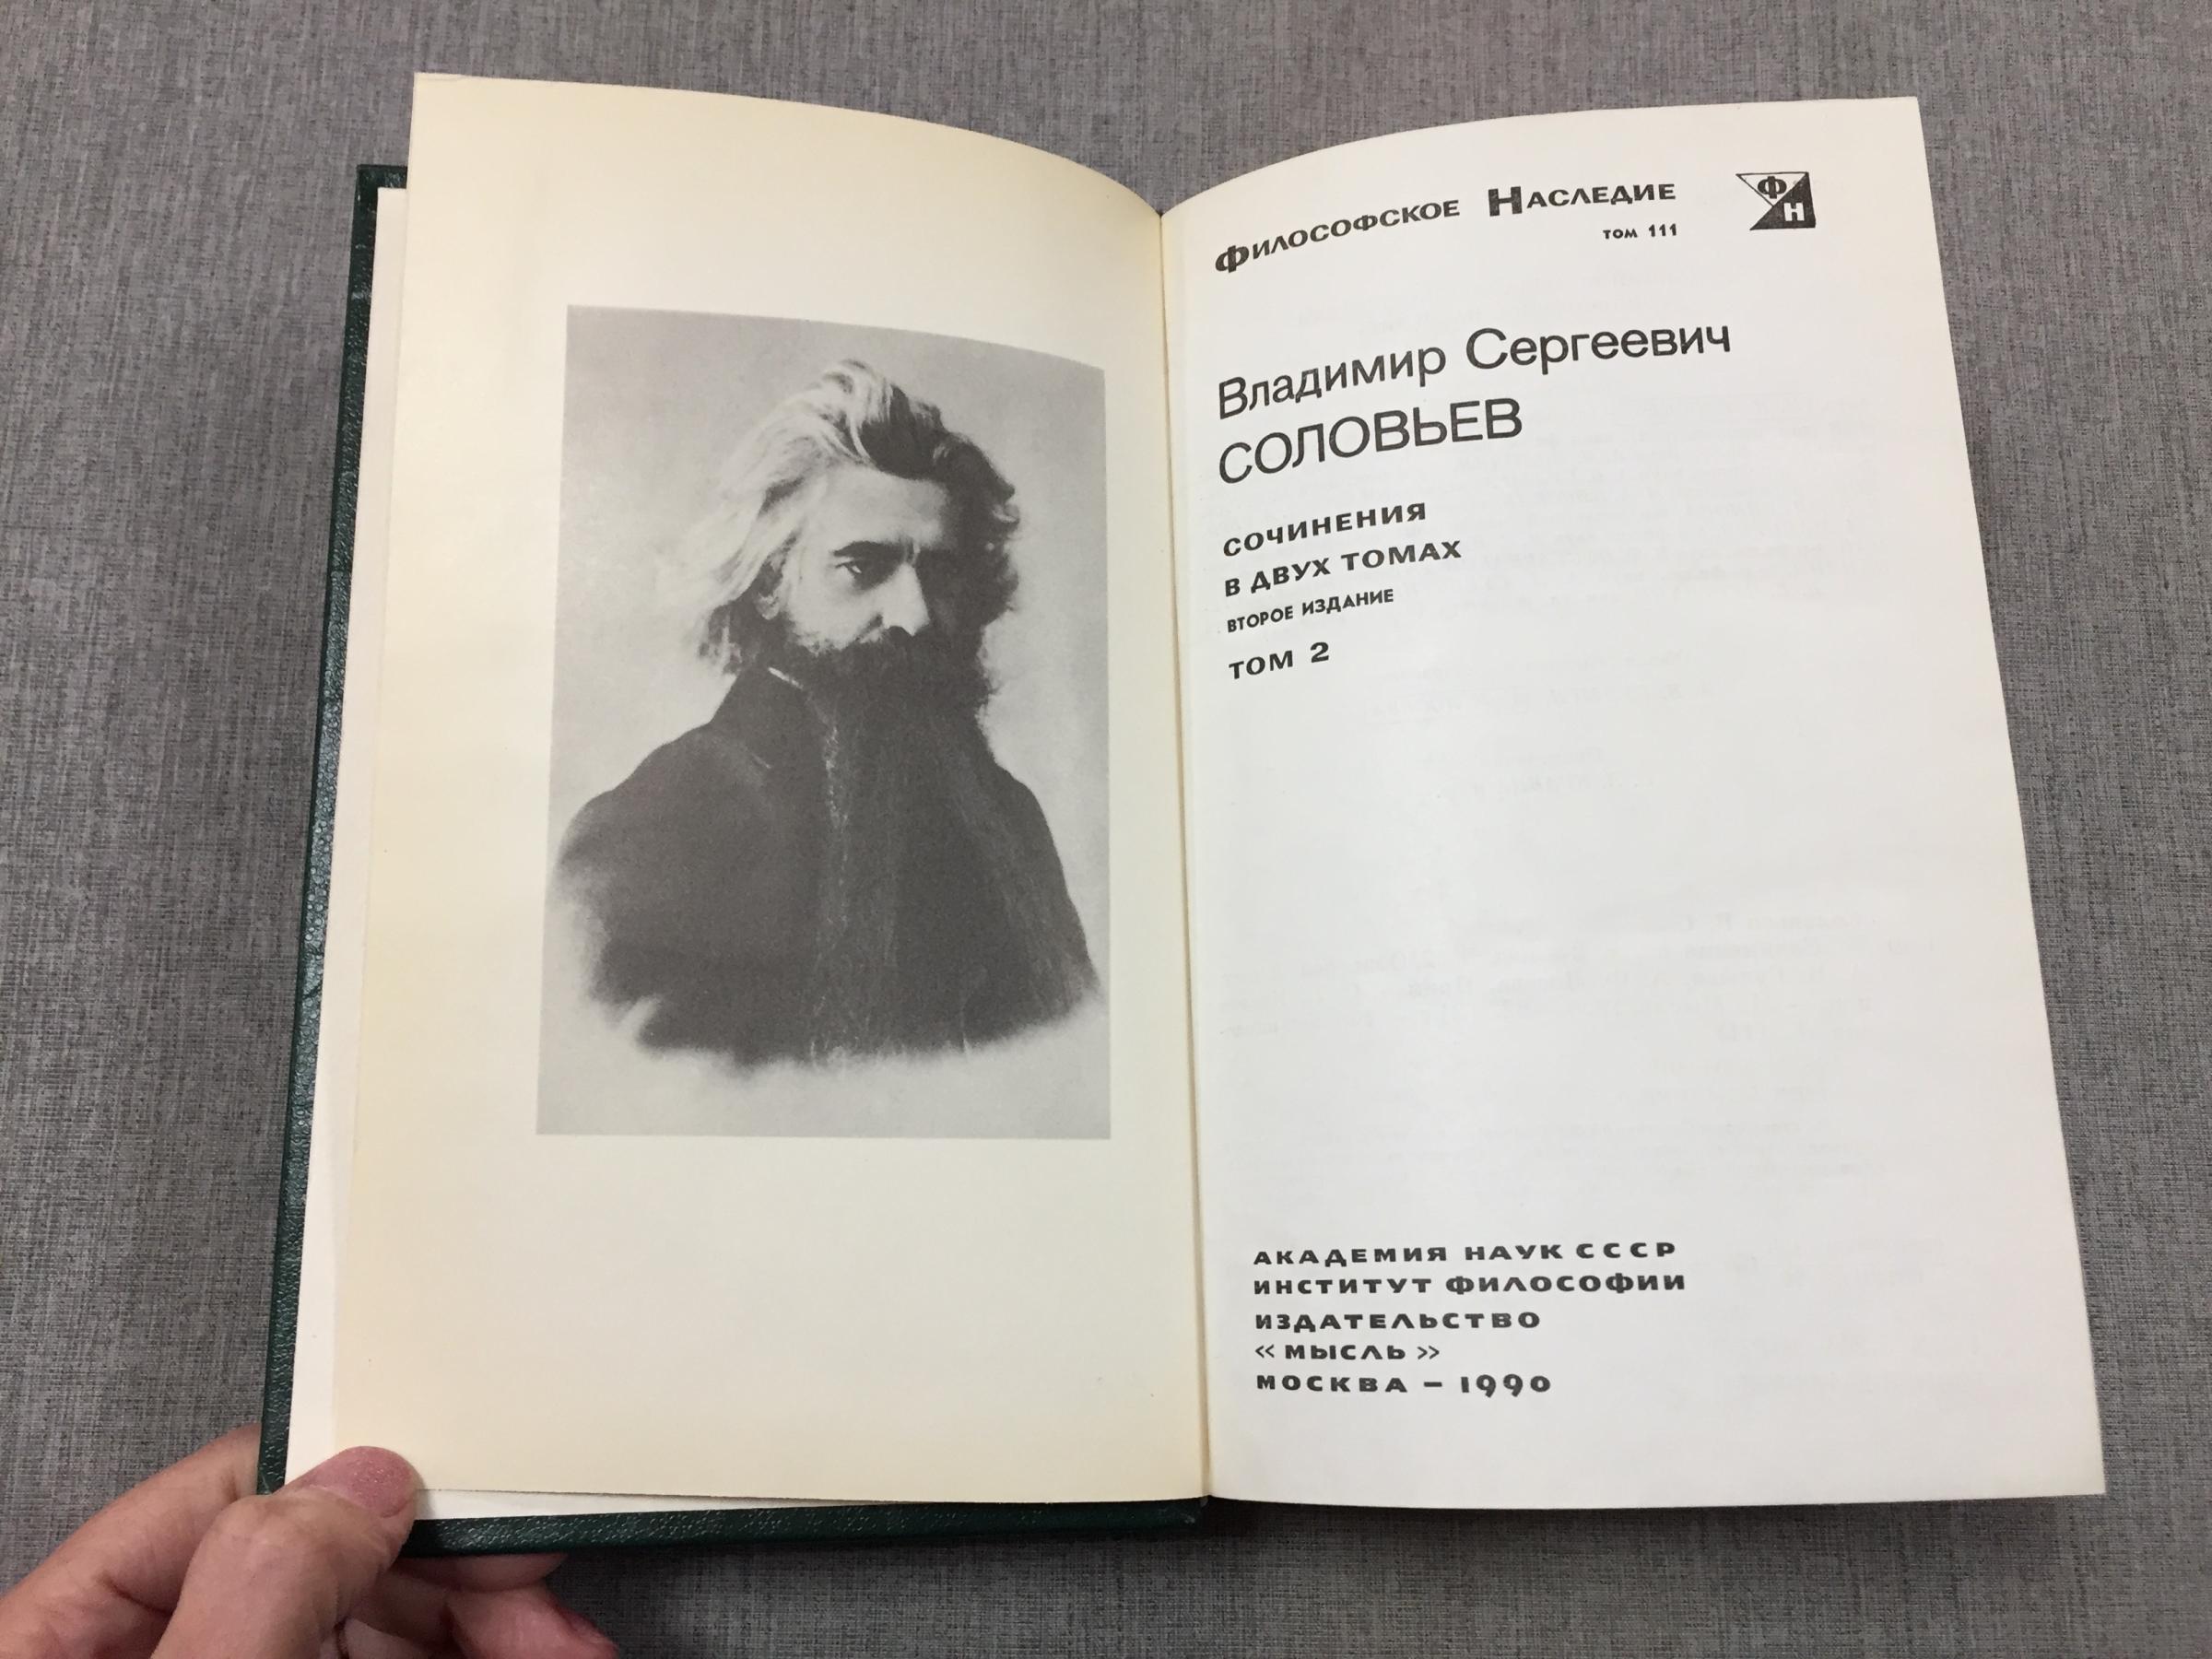 Философское Наследие
том 111
Ф
Н
Владимир Сергеевич
СОЛОВЬЕВ
СОЧИНЕНИЯ
В ДВУХ ТОМАХ
ВТОРОЕ ИЗДАНИЕ
ТОМ 2
АКАДЕМИЯ НАУК СССР
ИНСТИТУТ ФИЛОСОФИИ
ИЗДАТЕЛЬСТВО
«МЫСЛЬ»
МОСКВА – 1990